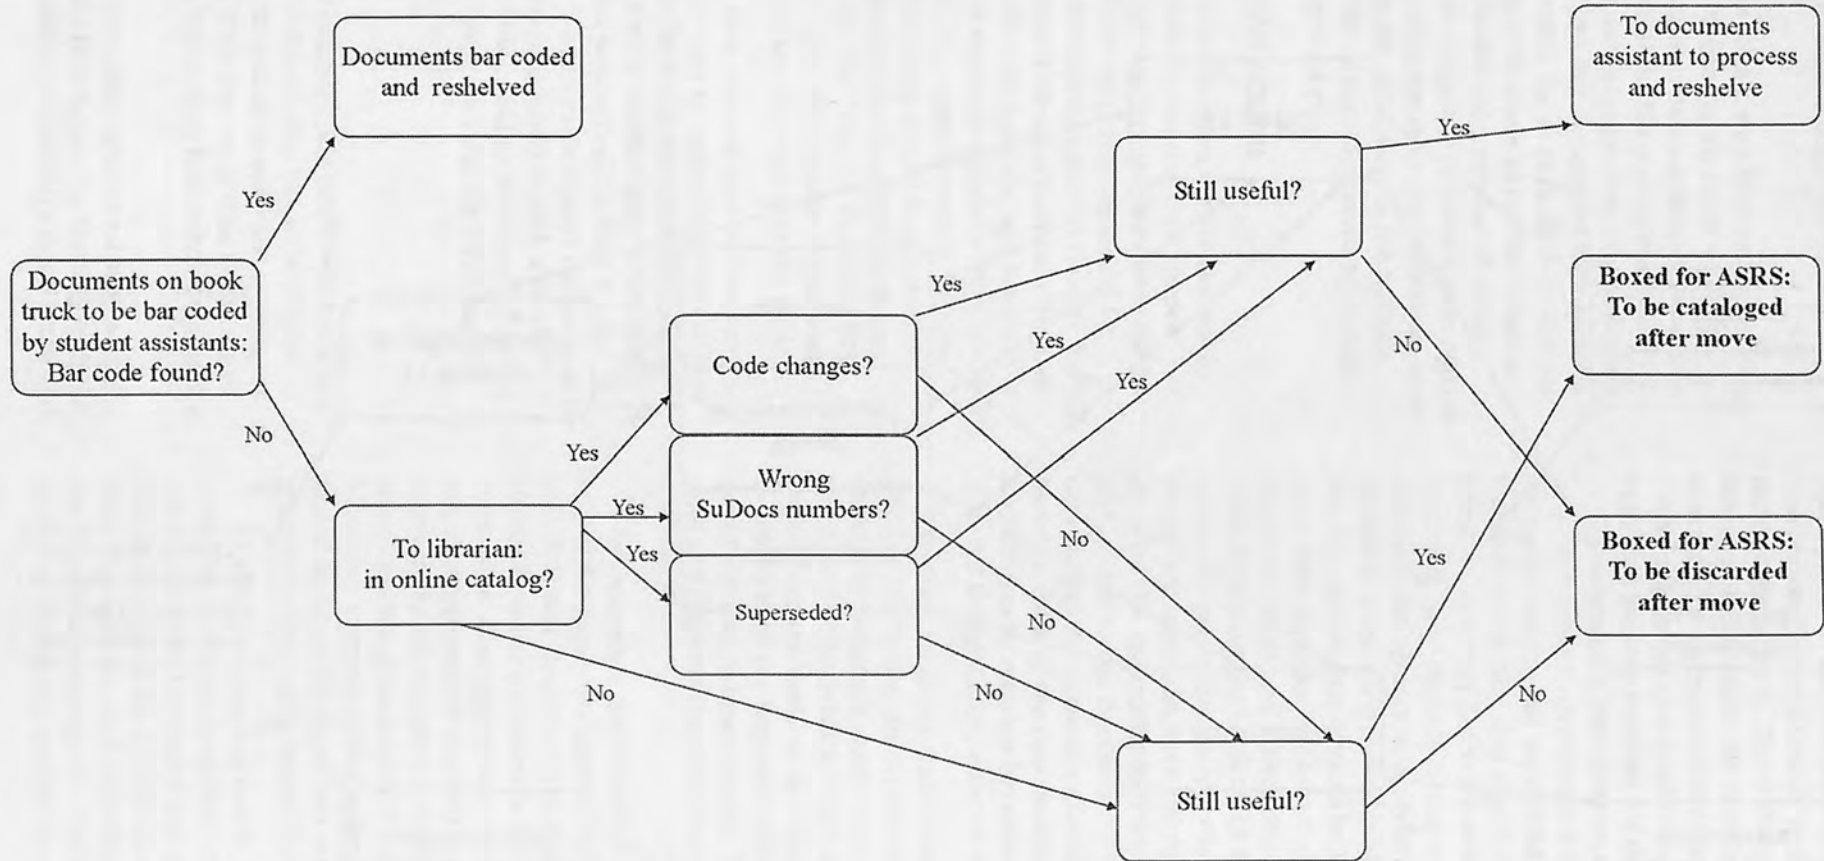 Documents bar coded
and reshelved
Yes
Documents on book
truck to be bar coded
by student assistants:
Bar code found?
No
To librarian:
in online catalog?
Yes
Yes
Yes
No
Code changes?
Wrong
SuDocs numbers?
Superseded?
Yes
Yes
Yes
No
No
No
Still useful?
Yes
No
Still useful?
Yes
No
To documents
assistant to process
and reshelve
Boxed for ASRS:
To be cataloged
after move
Boxed for ASRS:
To be discarded
after move